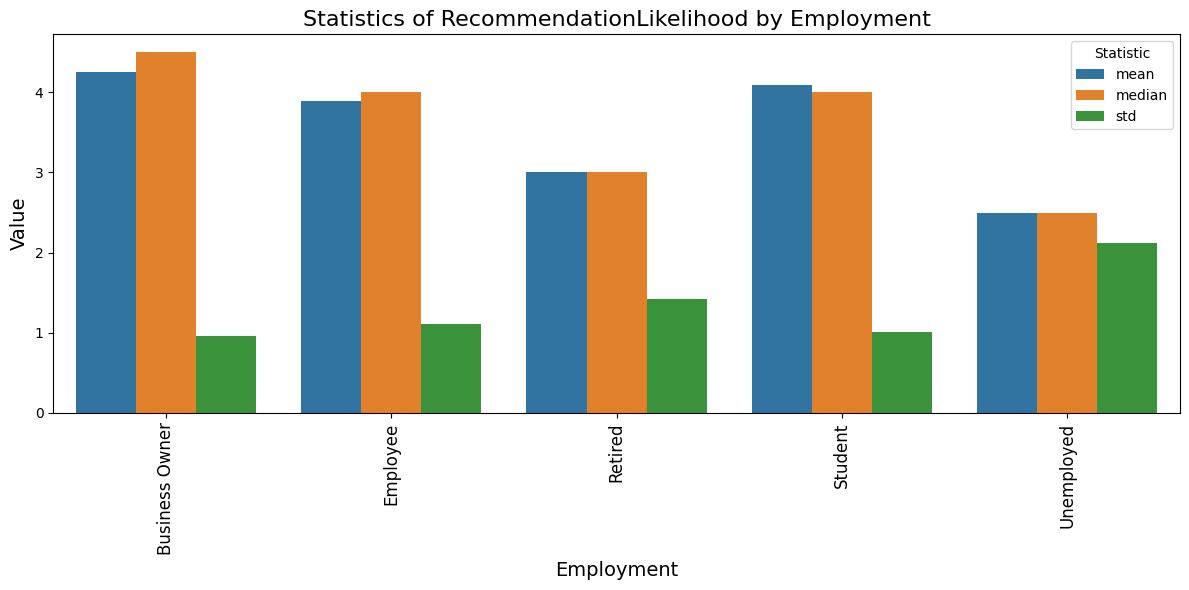 Statistics of RecommendationLikelihood by Employment
Statistic
mean
median
std
Value
4
3
2
1
0
Business Owner
Employee
Retired
Student
Unemployed
Employment